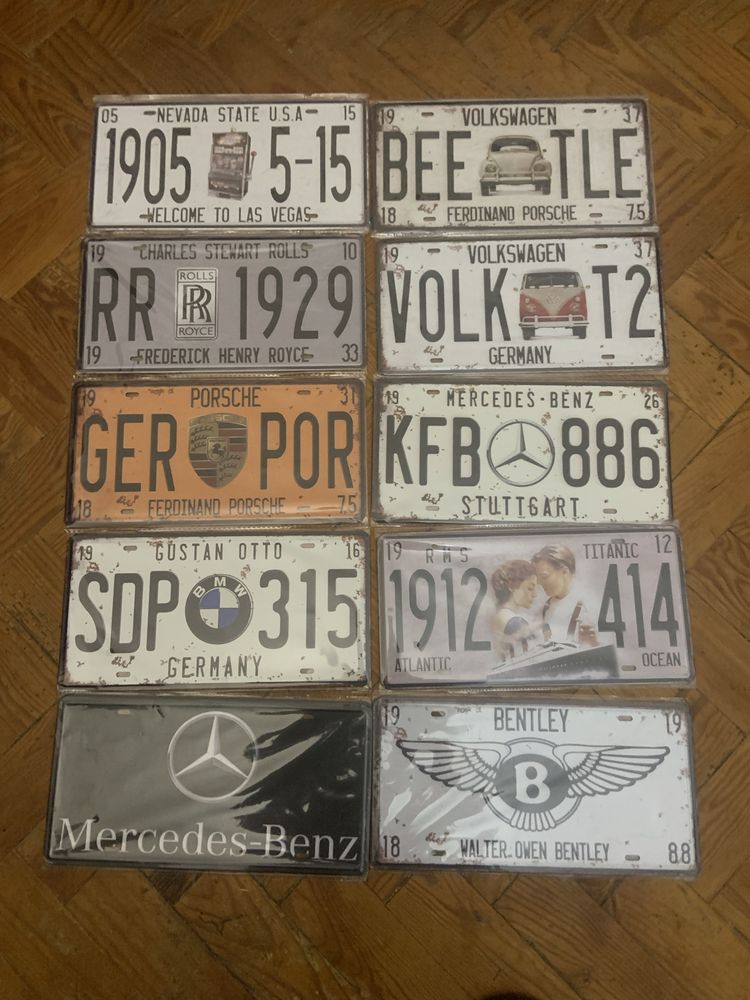 05 NEVADA STATE U.S.A 15
1905 5-15
WELCOME TO LAS VEGAS
19 VOLKSWAGEN 37
BEE TLE
18 FERDINAND PORSCHE 75
19 CHARLES STEWART ROLLS 10
RR ROLLS RR ROYCE 1929
19 FREDERICK HENRY ROYCE 33
19 VOLKSWAGEN 37
VOLK T2
GERMANY
19 PORSCHE 31
GER PORSCHE POR
18 FERDINAND PORSCHE 75
19 MERCEDES-BENZ 26
KFB 886
STUTTGART
19 GUSTAN OTTO 16
SDP BMW 315
GERMANY
19 RMS TITANIC 12
1912 414
ATLANTIC OCEAN
Mercedes-Benz
19 BENTLEY 19
B
18 WALTER OWEN BENTLEY 88